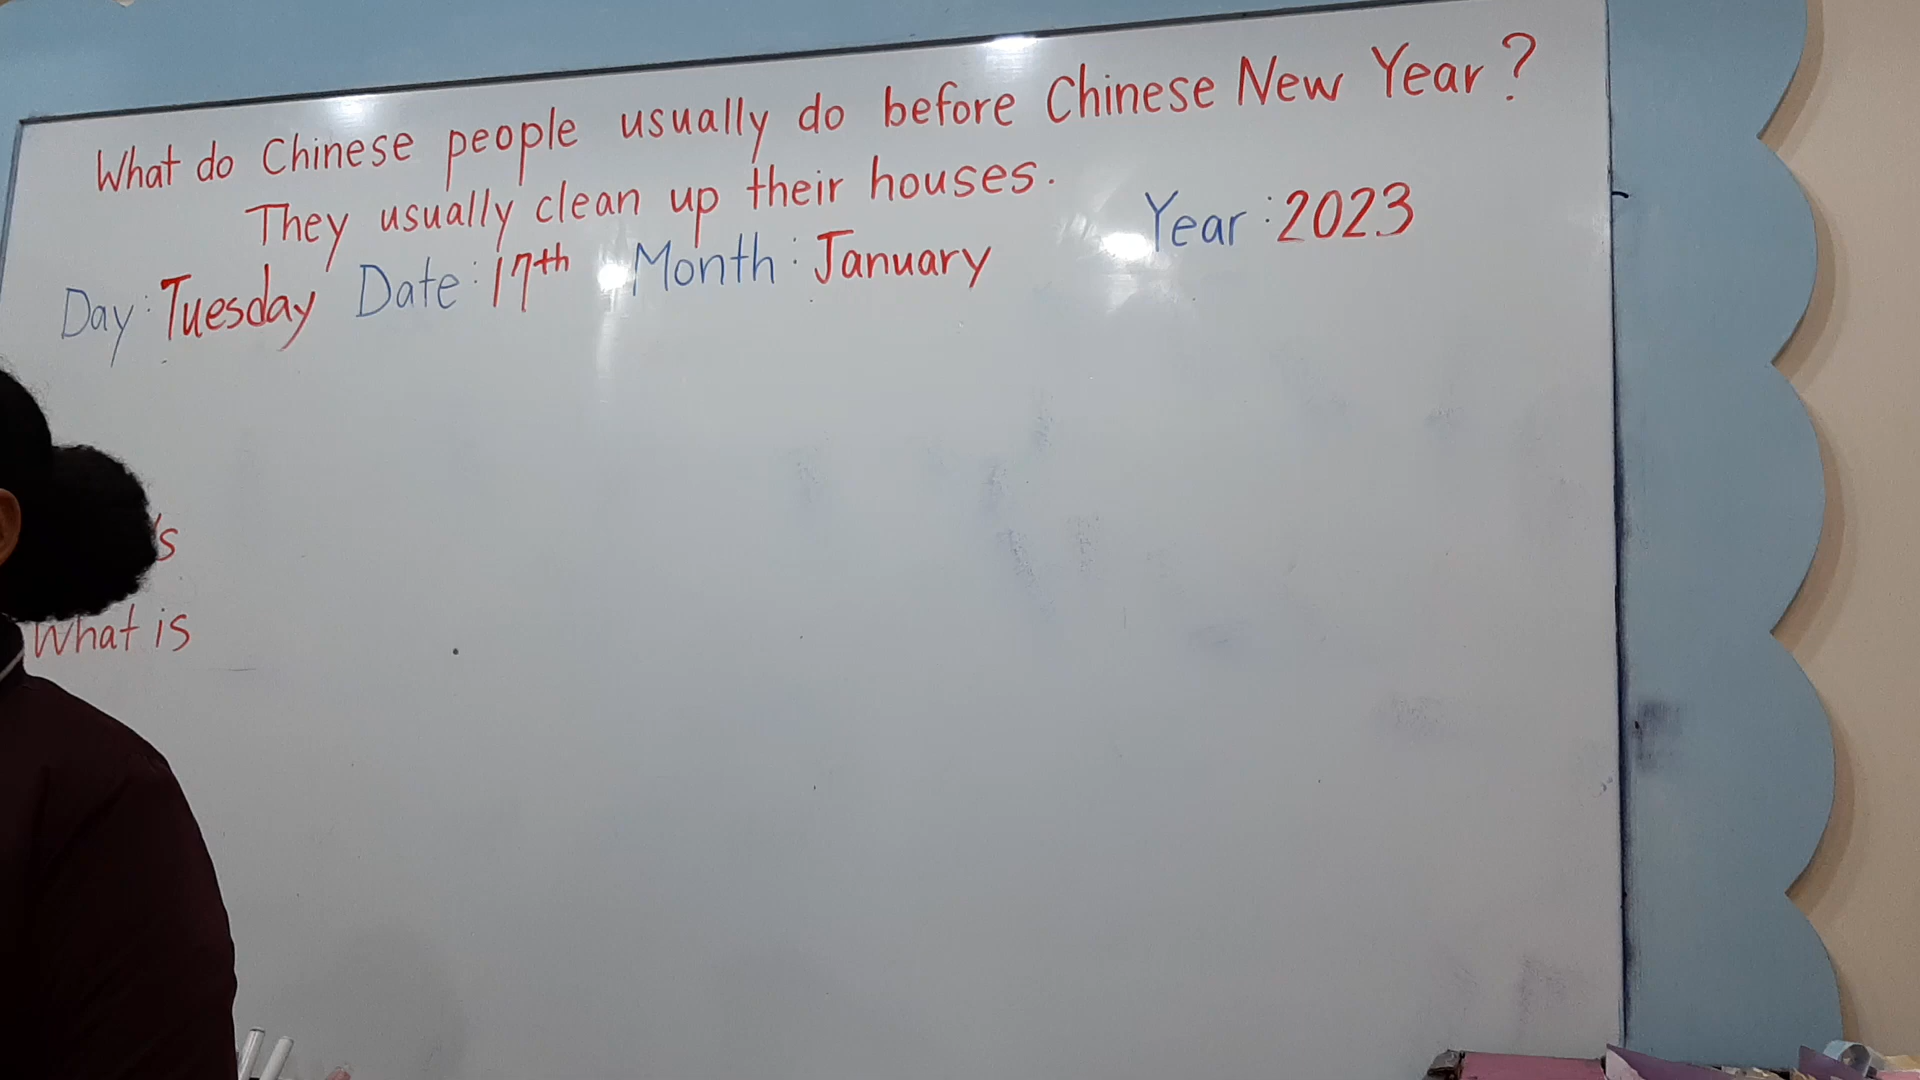 What do Chinese people usually do before Chinese New Year?
They usually clean up their houses.
Day: Tuesday Date: 17th Month: January Year: 2023
's
What is